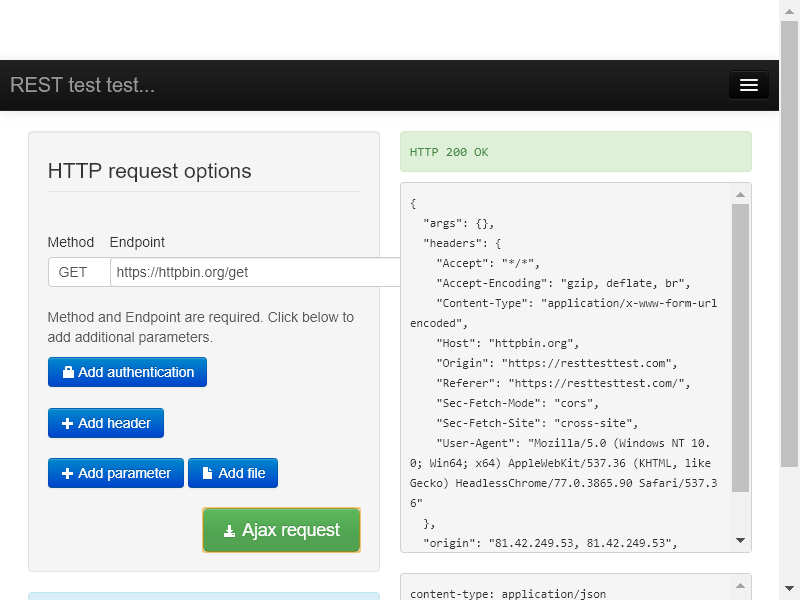 REST test test...
HTTP request options
Method Endpoint
GET https://httpbin.org/get
Method and Endpoint are required. Click below to
add additional parameters.
Add authentication
Add header
Add parameter Add file
Ajax request
HTTP 200 OK
{
"args": {},
"headers": {
"Accept": "*/*",
"Accept-Encoding": "gzip, deflate, br",
"Content-Type": "application/x-www-form-url
encoded",
"Host": "httpbin.org",
"Origin": "https://resttesttest.com",
"Referer": "https://resttesttest.com/",
"Sec-Fetch-Mode": "cors",
"Sec-Fetch-Site": "cross-site",
"User-Agent": "Mozilla/5.0 (Windows NT 10.
0; Win64; x64) AppleWebKit/537.36 (KHTML, like
Gecko) HeadlessChrome/77.0.3865.90 Safari/537.3
6"
},
"origin": "81.42.249.53, 81.42.249.53",
content-type: application/json